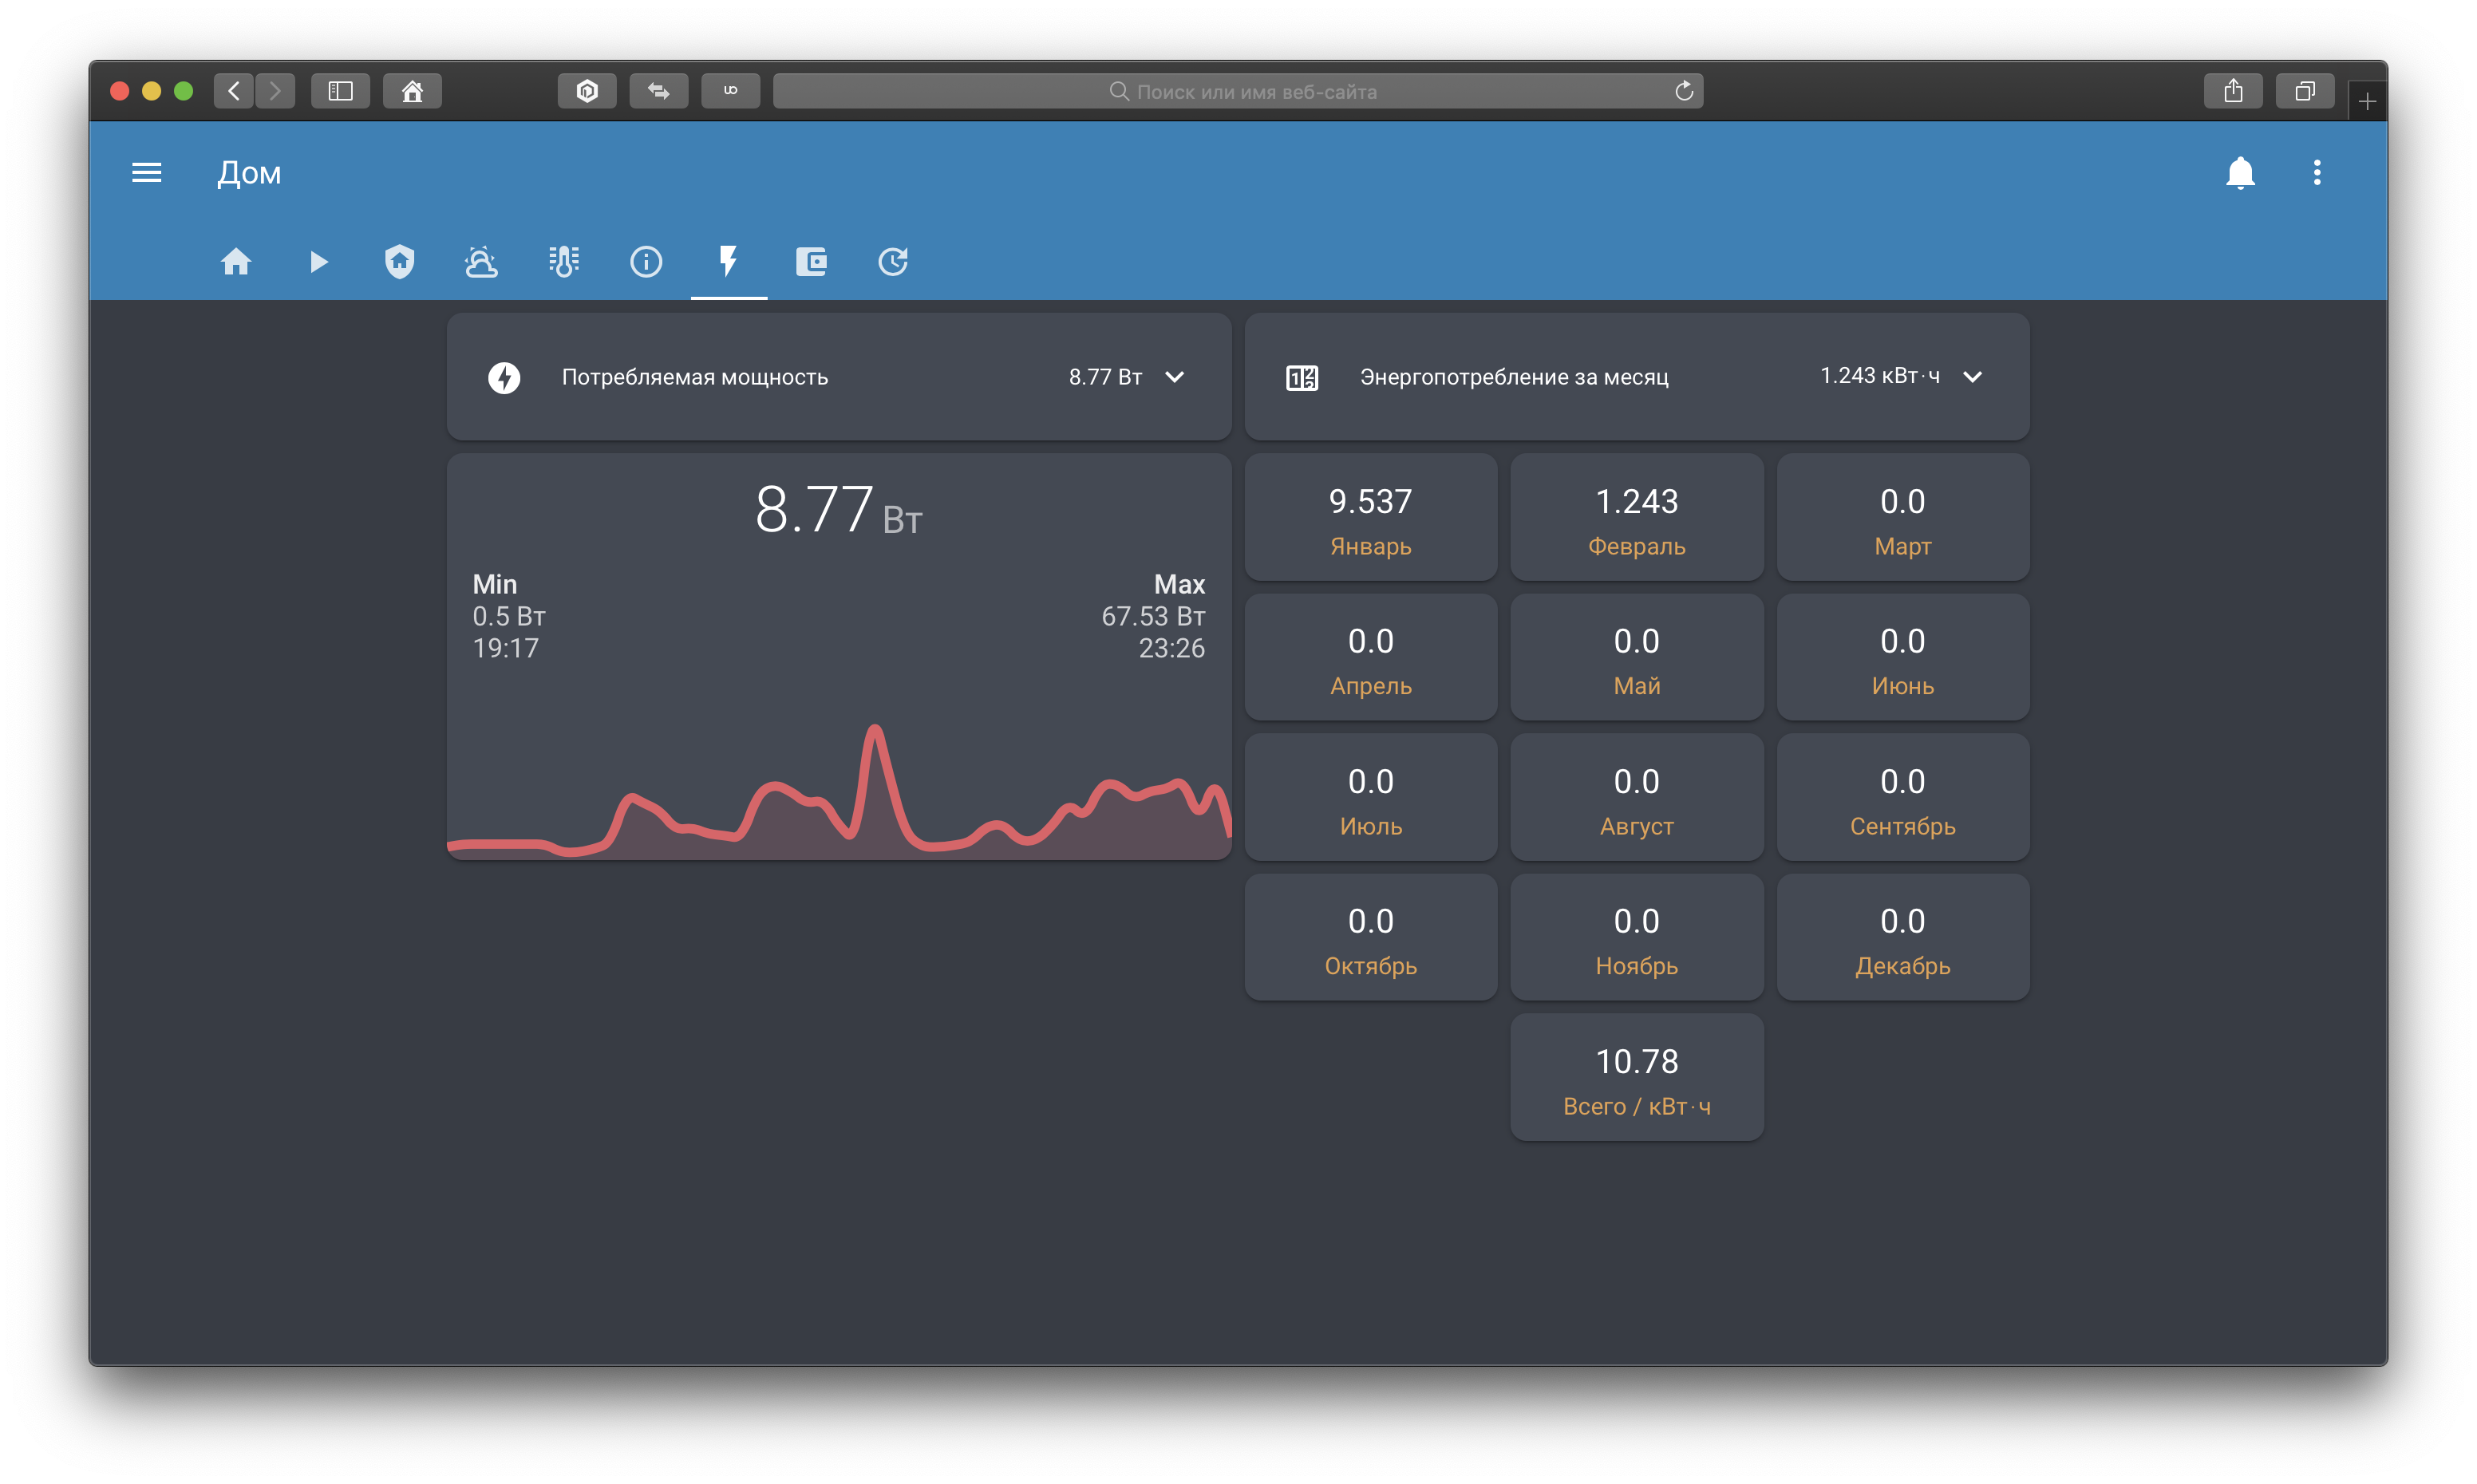 Поиск или имя веб-сайта
Дом
Потребляемая мощность 8.77 Вт
Энергопотребление за месяц 1.243 кВт·ч
8.77 Вт
Min
0.5 Вт
19:17
Max
67.53 Вт
23:26
9.537
Январь
1.243
Февраль
0.0
Март
0.0
Апрель
0.0
Май
0.0
Июнь
0.0
Июль
0.0
Август
0.0
Сентябрь
0.0
Октябрь
0.0
Ноябрь
0.0
Декабрь
10.78
Всего / кВт·ч